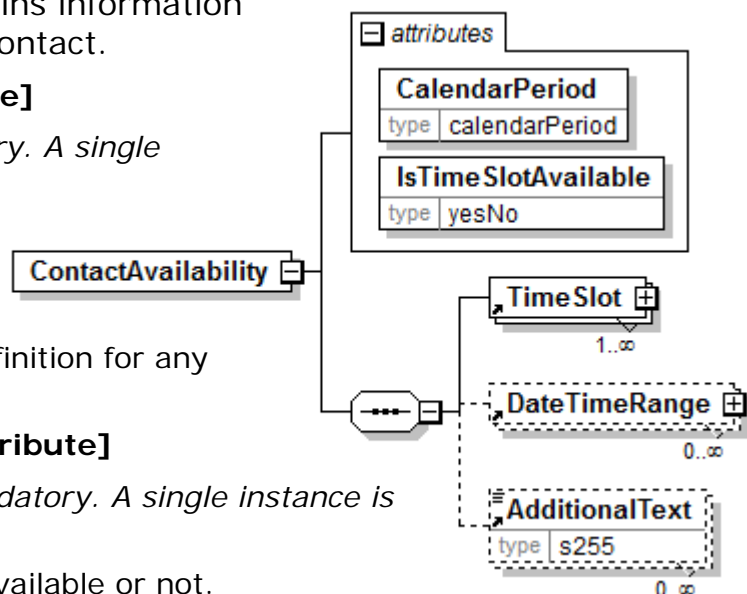 ins information
ontact.
e]
ry. A single
finition for any
ribute]
datory. A single instance is
vailable or not.
attributes
CalendarPeriod
type calendarPeriod
IsTimeSlotAvailable
type yesNo
ContactAvailability
TimeSlot
1..∞
DateTimeRange
0..∞
AdditionalText
type s255
0..∞